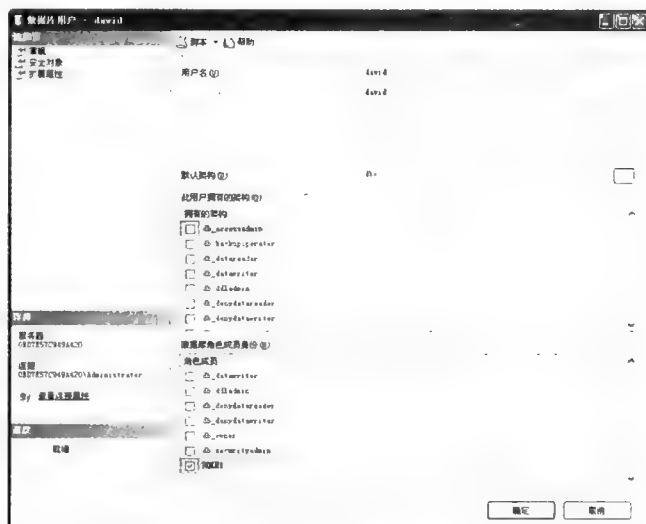 数据库用户 - david
常规
安全对象
扩展属性
脚本
帮助
用户名(U)
david
david
默认架构(D)
此用户拥有的架构(O)
拥有的架构
db_accessadmin
db_backupoperator
db_datareader
db_datawriter
db_ddladmin
db_denydatareader
db_denydatawriter
数据库角色成员身份(M)
角色成员
db_datawriter
db_ddladmin
db_denydatareader
db_denydatawriter
db_owner
db_securityadmin
连接
服务器
连接
查看连接属性
进度
就绪
确定
取消